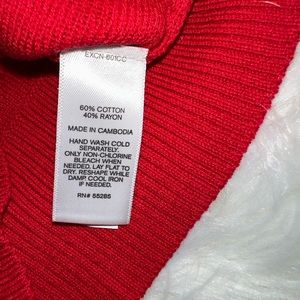 EXCN-601CC
60% COTTON
40% RAYON
MADE IN CAMBODIA
HAND WASH COLD
SEPARATELY.
ONLY NON-CHLORINE
BLEACH WHEN
NEEDED. LAY FLAT TO
DRY. RESHAPE WHILE
DAMP. COOL IRON
IF NEEDED.
RN# 55285